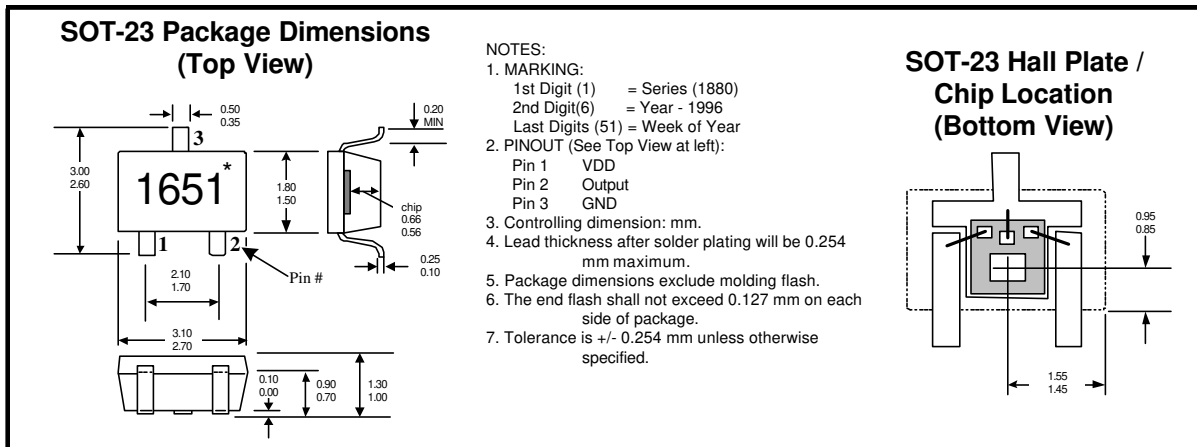 SOT-23 Package Dimensions
(Top View)
0.50
0.35
3
3.00
2.60
1651*
1.80
1.50
1
2
Pin #
2.10
1.70
3.10
2.70
0.20
MIN
chip
0.66
0.56
0.25
0.10
0.10
0.00
0.90
0.70
1.30
1.00
NOTES:
1. MARKING:
1st Digit (1) = Series (1880)
2nd Digit(6) = Year - 1996
Last Digits (51) = Week of Year
2. PINOUT (See Top View at left):
Pin 1 VDD
Pin 2 Output
Pin 3 GND
3. Controlling dimension: mm.
4. Lead thickness after solder plating will be 0.254
mm maximum.
5. Package dimensions exclude molding flash.
6. The end flash shall not exceed 0.127 mm on each
side of package.
7. Tolerance is +/- 0.254 mm unless otherwise
specified.
SOT-23 Hall Plate /
Chip Location
(Bottom View)
0.95
0.85
1.55
1.45